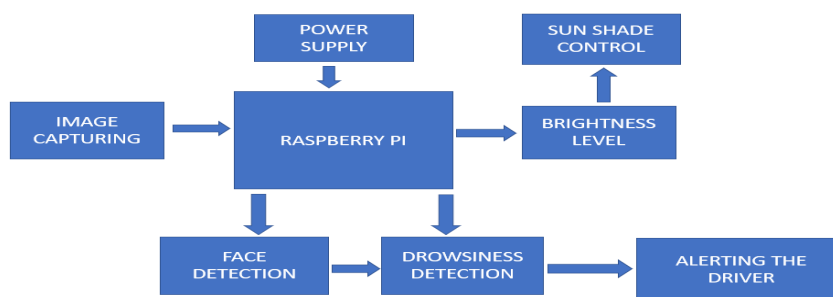 POWER
SUPPLY
SUN SHADE
CONTROL
IMAGE
CAPTURING
RASPBERRY PI
BRIGHTNESS
LEVEL
FACE
DETECTION
DROWSINESS
DETECTION
ALERTING THE
DRIVER